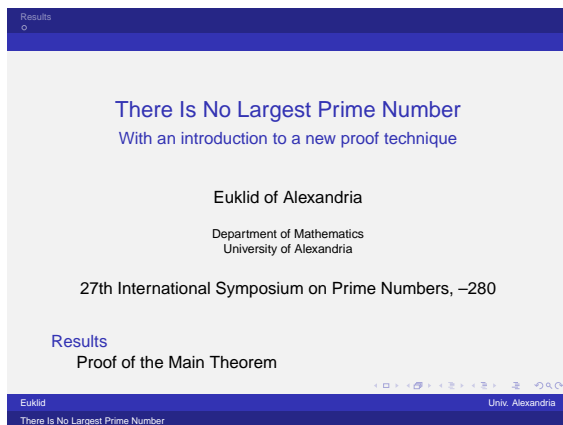 Results
There Is No Largest Prime Number
With an introduction to a new proof technique
Euklid of Alexandria
Department of Mathematics
University of Alexandria
27th International Symposium on Prime Numbers, –280
Results
Proof of the Main Theorem
Euklid Univ. Alexandria
There Is No Largest Prime Number